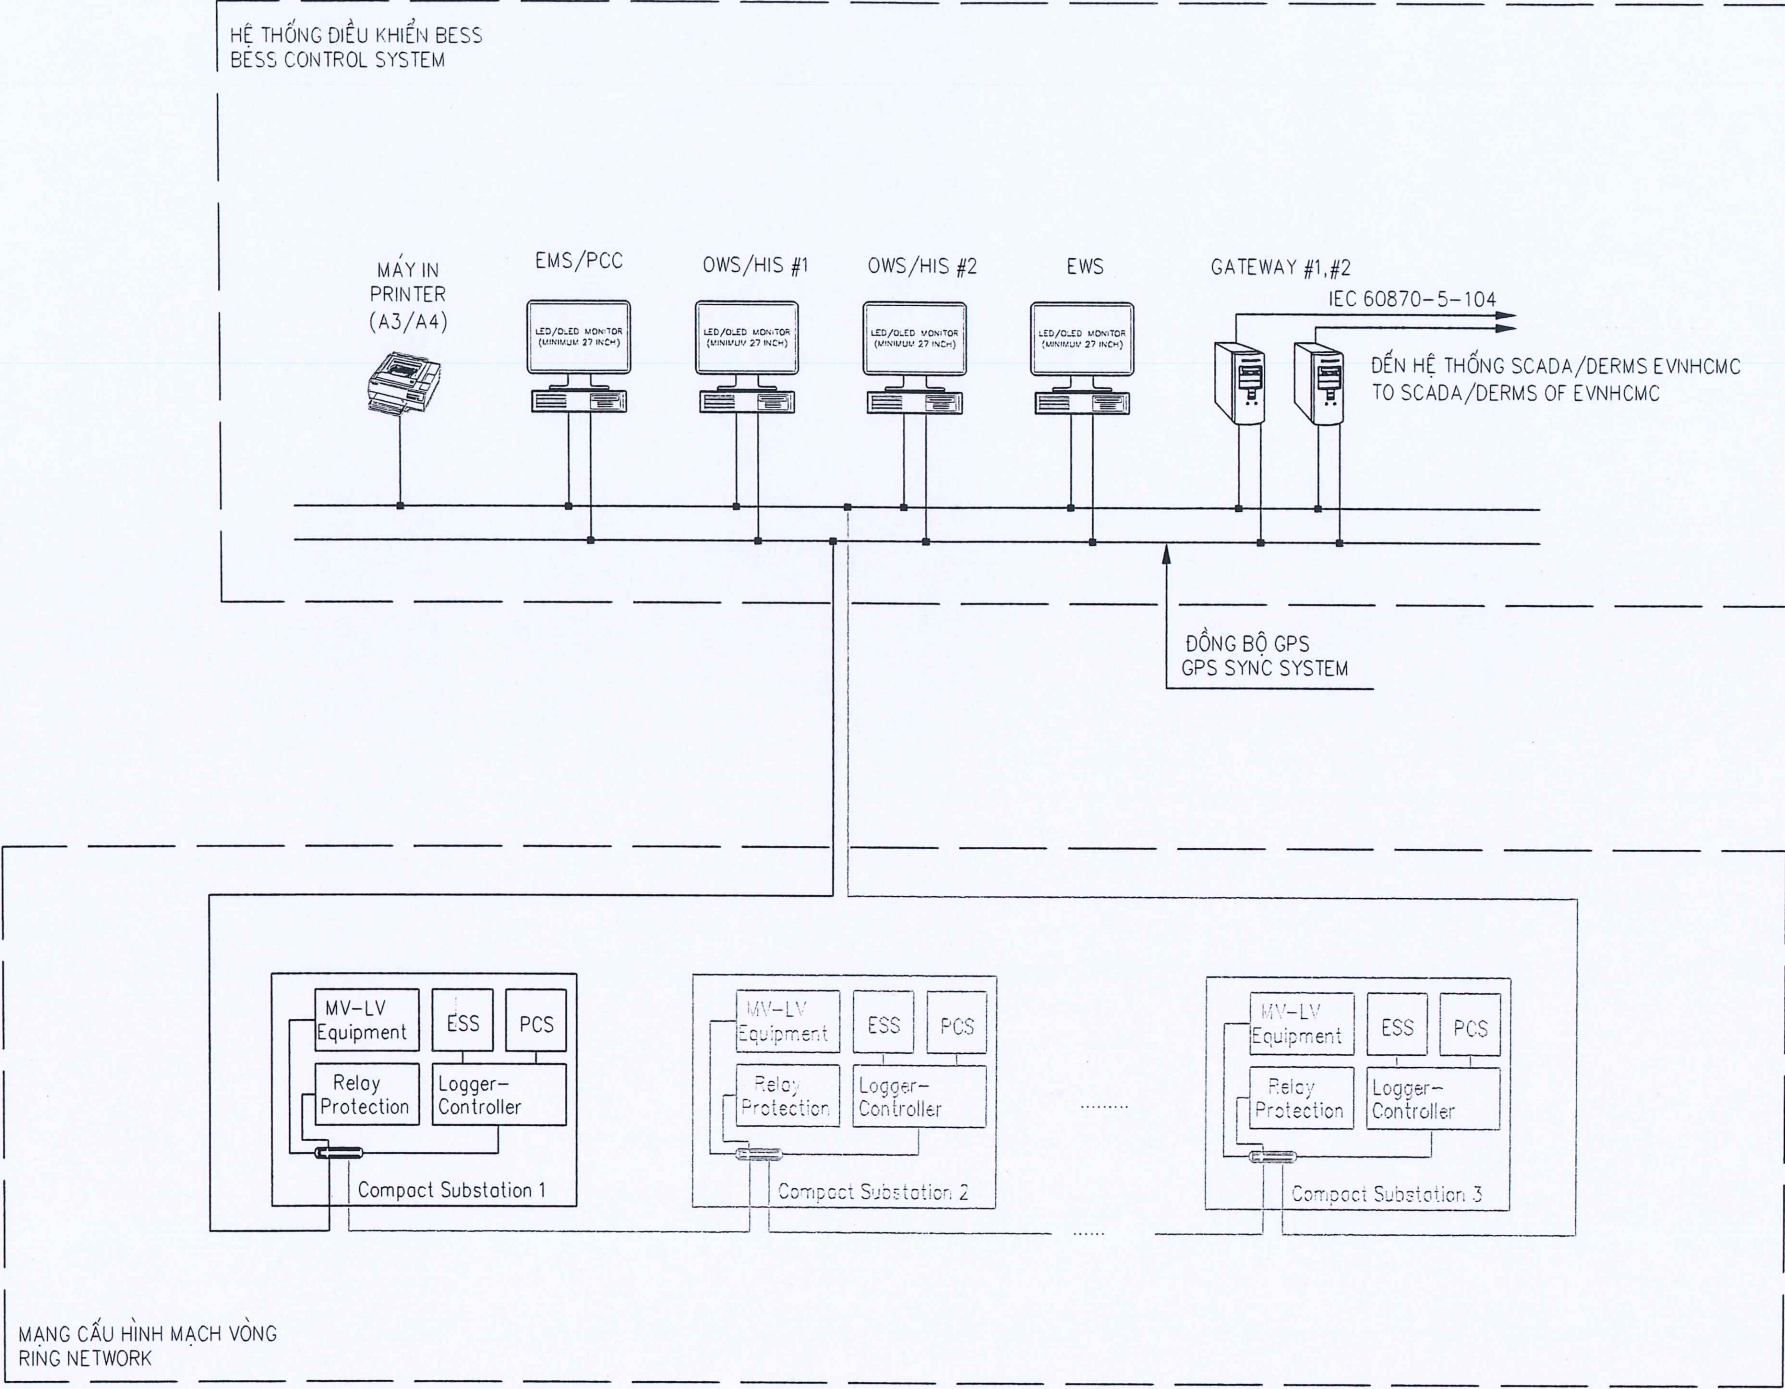 HỆ THỐNG ĐIỀU KHIỂN BESS
BESS CONTROL SYSTEM
MÁY IN
PRINTER
(A3/A4)
EMS/PCC
OWS/HIS #1
OWS/HIS #2
EWS
GATEWAY #1,#2
IEC 60870-5-104
LED/OLED MONITOR
(MINIMUM 27 INCH)
LED/OLED MONITOR
(MINIMUM 27 INCH)
LED/OLED MONITOR
(MINIMUM 27 INCH)
LED/OLED MONITOR
(MINIMUM 27 INCH)
ĐẾN HỆ THỐNG SCADA/DERMS EVNHCMC
TO SCADA/DERMS OF EVNHCMC
ĐỒNG BỘ GPS
GPS SYNC SYSTEM
MV-LV
Equipment
ESS
PCS
Relay
Protection
Logger-
Controller
Compact Substation 1
MV-LV
Equipment
ESS
PCS
Relay
Protection
Logger-
Controller
Compact Substation 2
.........
......
MV-LV
Equipment
ESS
PCS
Relay
Protection
Logger-
Controller
Compact Substation 3
MẠNG CẤU HÌNH MẠCH VÒNG
RING NETWORK